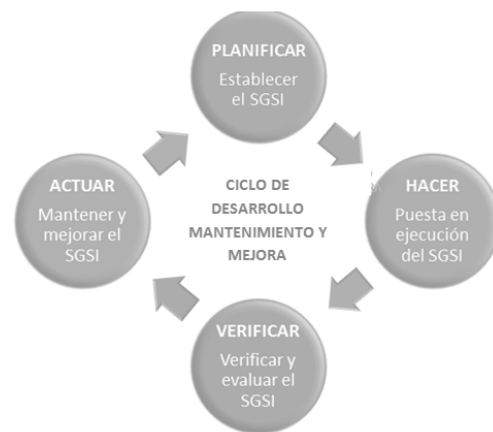 PLANIFICAR
Establecer
el SGSI
HACER
Puesta en
ejecución
del SGSI
VERIFICAR
Verificar y
evaluar el
SGSI
ACTUAR
Mantener y
mejorar el
SGSI
CICLO DE
DESARROLLO
MANTENIMIENTO Y
MEJORA